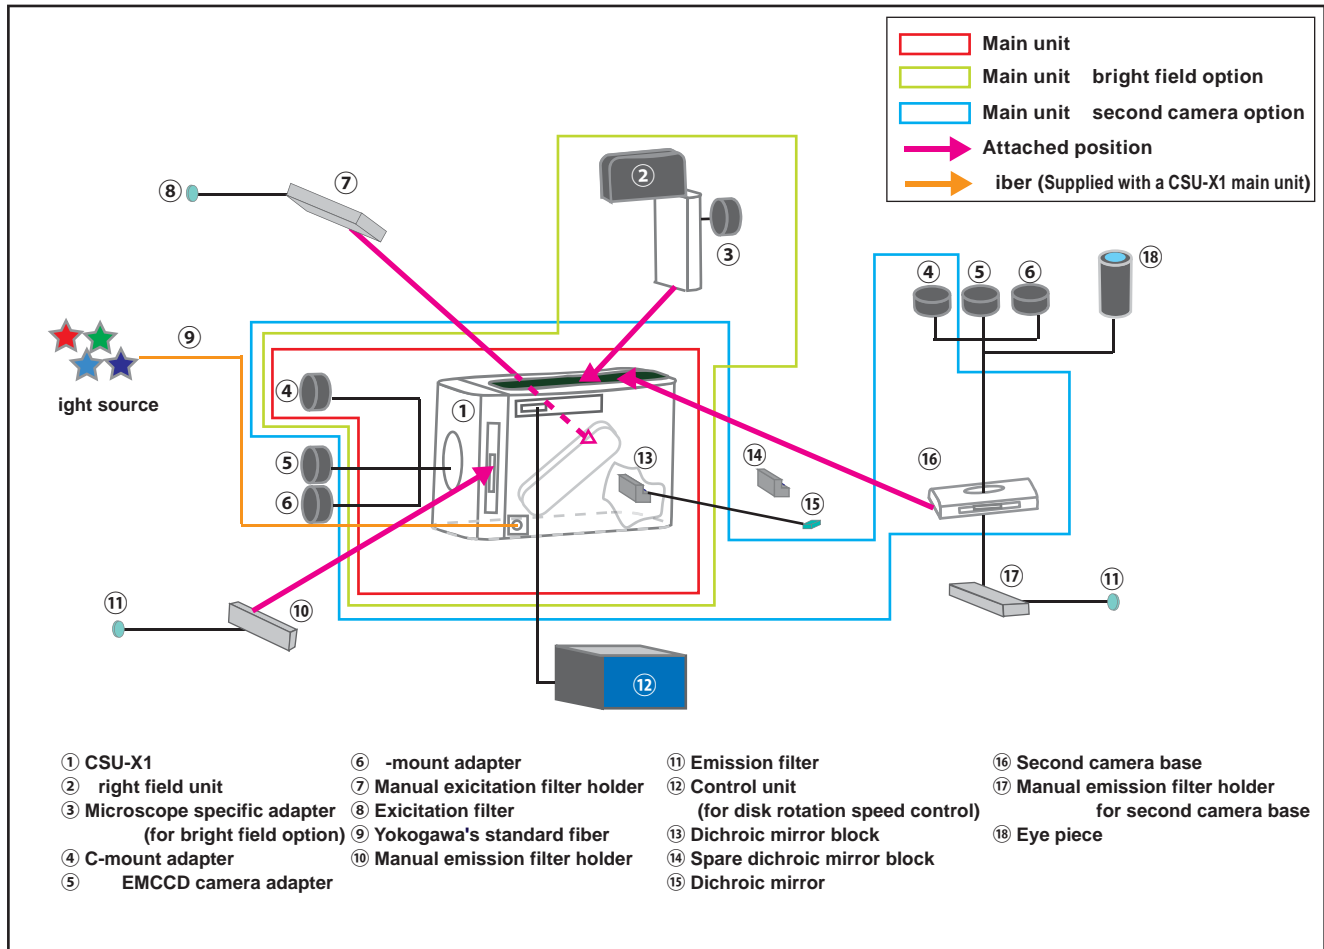 Main unit
Main unit bright field option
Main unit second camera option
Attached position
iber (Supplied with a CSU-X1 main unit)
②
⑦
⑧
③
④ ⑤ ⑥ ⑱
⑨
ight source
④
①
⑤
⑬
⑭
⑯
⑥
⑮
⑪
⑩
⑰
⑪
⑫
① CSU-X1
② right field unit
③ Microscope specific adapter
(for bright field option)
④ C-mount adapter
⑤ EMCCD camera adapter
⑥ -mount adapter
⑦ Manual exicitation filter holder
⑧ Exicitation filter
⑨ Yokogawa's standard fiber
⑩ Manual emission filter holder
⑪ Emission filter
⑫ Control unit
(for disk rotation speed control)
⑬ Dichroic mirror block
⑭ Spare dichroic mirror block
⑮ Dichroic mirror
⑯ Second camera base
⑰ Manual emission filter holder
for second camera base
⑱ Eye piece